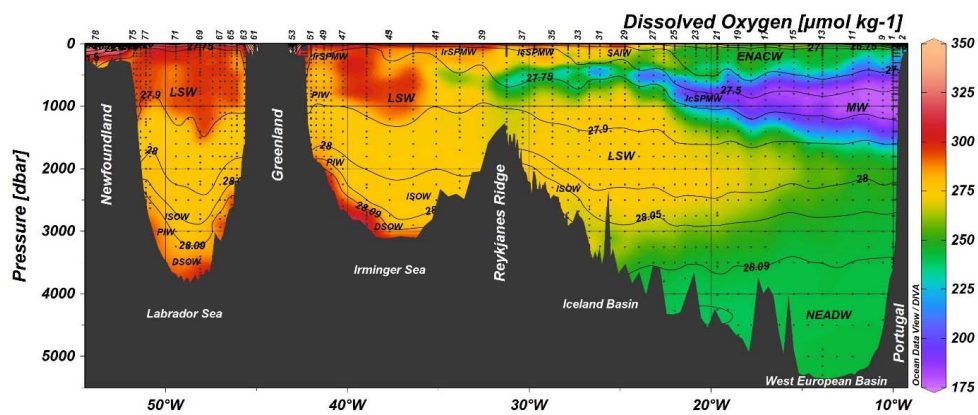 Dissolved Oxygen [µmol kg-1]
78 75 77 71 69 67 65 63 61 53 51 49 47 45 41 39 37 35 33 31 29 27 25 23 21 19 17 15 13 11 9 1 2
0
1000
2000
3000
4000
5000
Pressure [dbar]
27.75
IrSPMW
IrSPMW
IcSPMW
SAIW
ENACW
27
27.75
27.5
IcSPMW
MW
27.9
LSW
PIW
LSW
27.9
LSW
28
28
PIW
28
28.05
28.09
ISOW
PIW
28.09
DSOW
ISOW
28.09
DSOW
28
ISOW
28.09
NEADW
Newfoundland
Greenland
Reykjanes Ridge
Portugal
Labrador Sea
Irminger Sea
Iceland Basin
West European Basin
Ocean Data View / DIVA
50°W
40°W
30°W
20°W
10°W
350
325
300
275
250
225
200
175